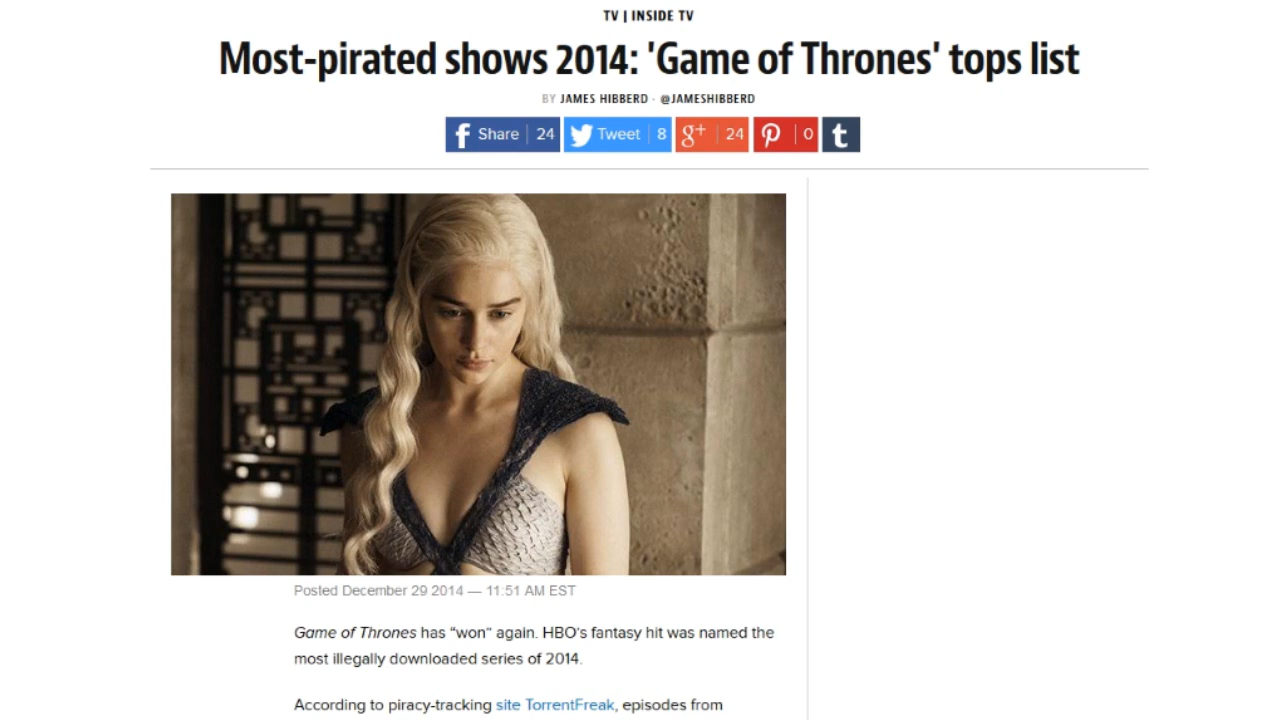 TV | INSIDE TV
Most-pirated shows 2014: 'Game of Thrones' tops list
BY JAMES HIBBERD · @JAMESHIBBERD
f Share 24 Tweet 8 g+ 24 0 t
Posted December 29 2014 — 11:51 AM EST
Game of Thrones has “won” again. HBO’s fantasy hit was named the
most illegally downloaded series of 2014.
According to piracy-tracking site TorrentFreak, episodes from